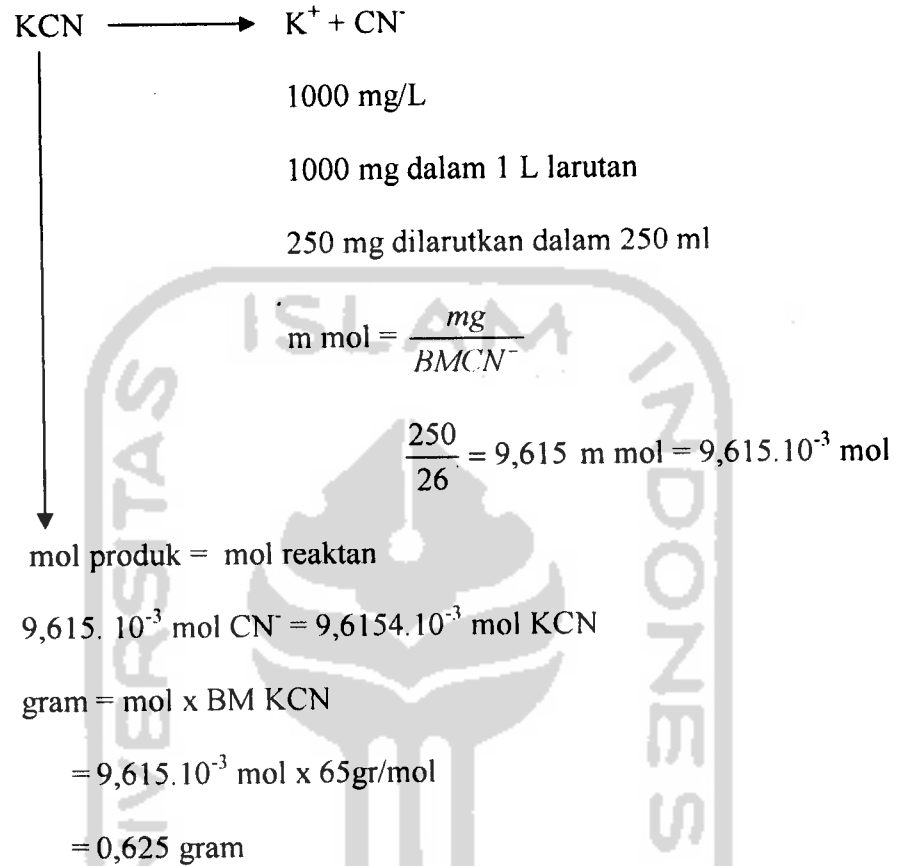 KCN ⟶ K⁺ + CN⁻
1000 mg/L
1000 mg dalam 1 L larutan
250 mg dilarutkan dalam 250 ml
m mol = mg / BMCN⁻
250 / 26 = 9,615 m mol = 9,615.10⁻³ mol
mol produk = mol reaktan
9,615. 10⁻³ mol CN⁻ = 9,6154.10⁻³ mol KCN
gram = mol x BM KCN
= 9,615.10⁻³ mol x 65gr/mol
= 0,625 gram
ISLAM
INDONES
IVERSITAS